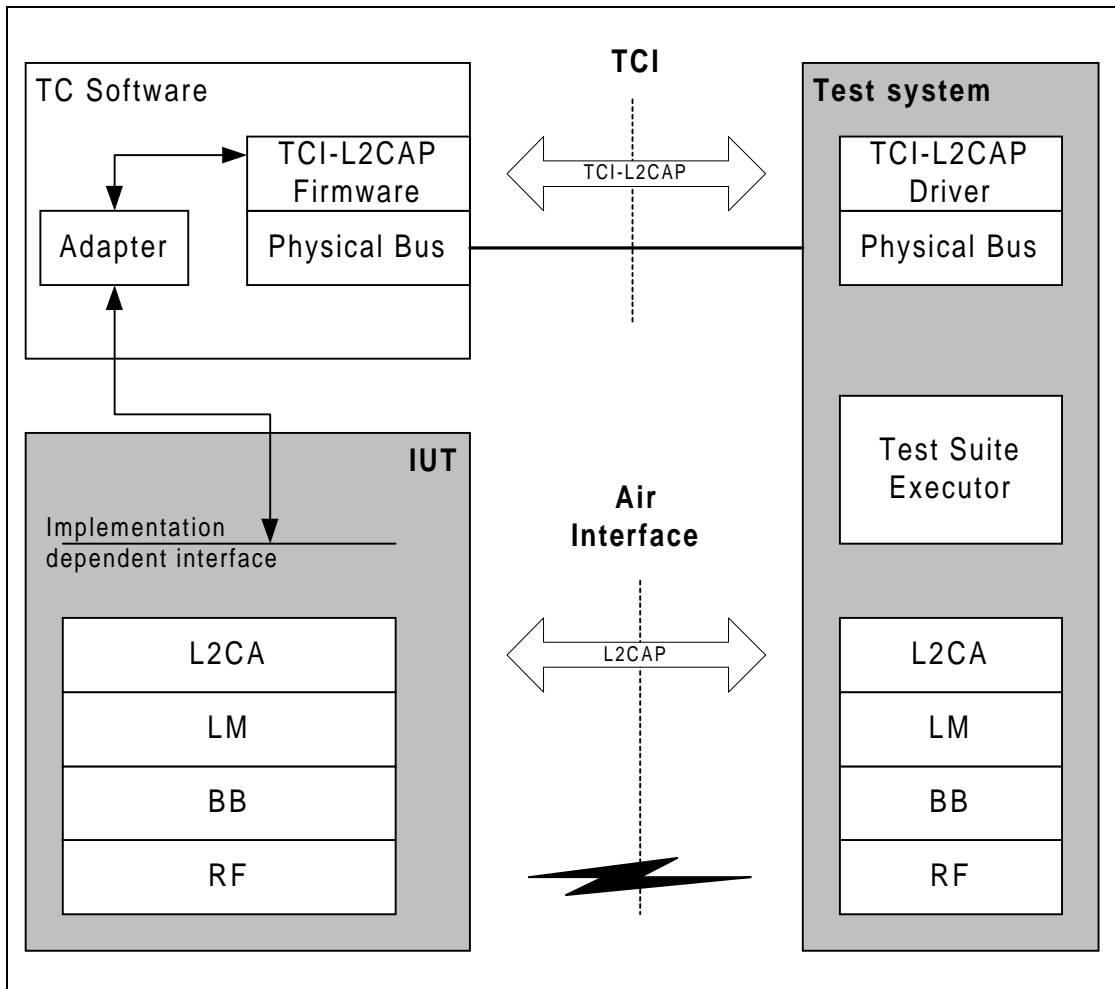 TC Software
TCI-L2CAP
Firmware
Physical Bus
Adapter
TCI
TCI-L2CAP
Test system
TCI-L2CAP
Driver
Physical Bus
Test Suite
Executor
IUT
Implementation
dependent interface
L2CA
LM
BB
RF
Air
Interface
L2CAP
L2CA
LM
BB
RF